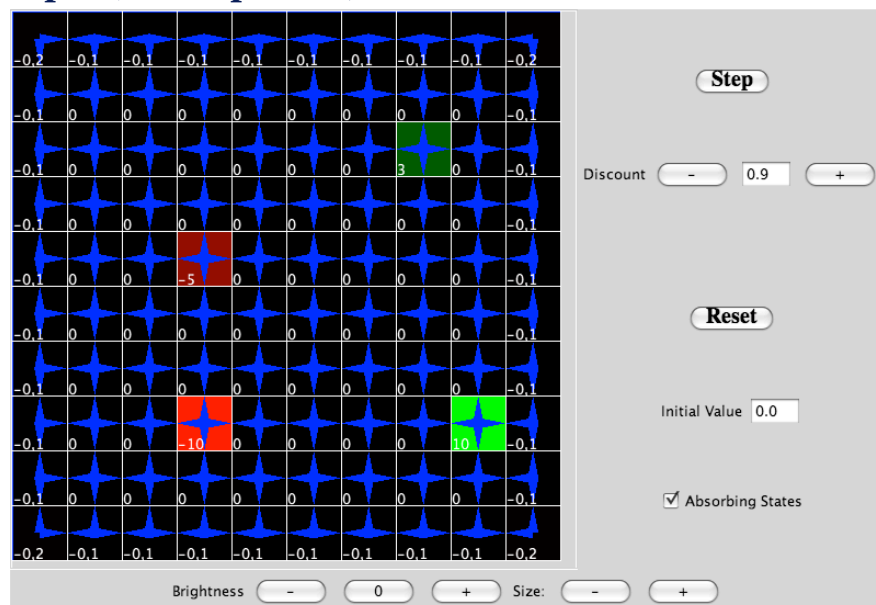 -0,2 -0,1 -0,1 -0,1 -0,1 -0,1 -0,1 -0,1 -0,1 -0,2
-0,1 0 0 0 0 0 0 0 0 -0,1
-0,1 0 0 0 0 0 0 3 0 -0,1
-0,1 0 0 0 0 0 0 0 0 -0,1
-0,1 0 0 -5 0 0 0 0 0 -0,1
-0,1 0 0 0 0 0 0 0 0 -0,1
-0,1 0 0 0 0 0 0 0 0 -0,1
-0,1 0 0 -10 0 0 0 0 10 -0,1
-0,1 0 0 0 0 0 0 0 0 -0,1
-0,2 -0,1 -0,1 -0,1 -0,1 -0,1 -0,1 -0,1 -0,1 -0,2
Step
Discount - 0.9 +
Reset
Initial Value 0.0
Absorbing States
Brightness - 0 + Size: - +